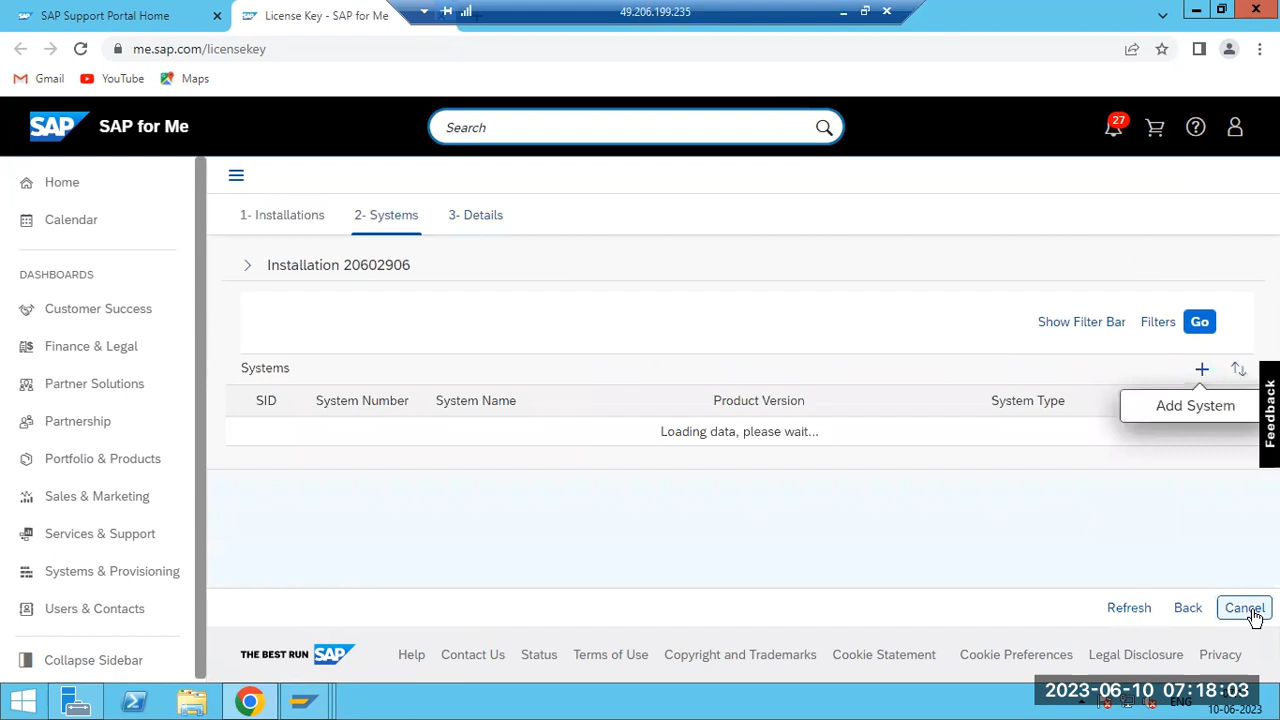 SAP Support Portal Home
License Key - SAP for Me
49.206.199.235
me.sap.com/licensekey
Gmail
YouTube
Maps
SAP
SAP for Me
Search
27
Home
Calendar
DASHBOARDS
Customer Success
Finance & Legal
Partner Solutions
Partnership
Portfolio & Products
Sales & Marketing
Services & Support
Systems & Provisioning
Users & Contacts
Collapse Sidebar
1- Installations
2- Systems
3- Details
Installation 20602906
Show Filter Bar
Filters
Go
Systems
SID
System Number
System Name
Product Version
System Type
Add System
Loading data, please wait...
Feedback
Refresh
Back
Cancel
THE BEST RUN SAP
Help
Contact Us
Status
Terms of Use
Copyright and Trademarks
Cookie Statement
Cookie Preferences
Legal Disclosure
Privacy
2023-06-10 07:18:03
ENG
10-06-2023